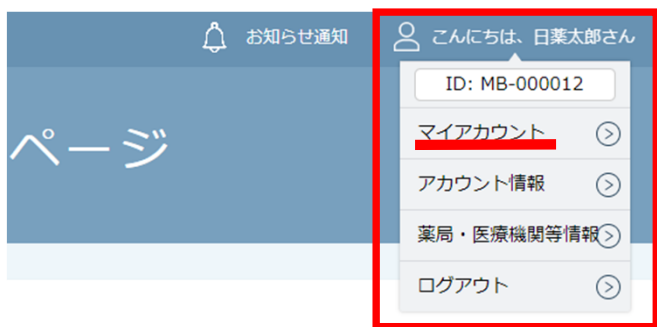 お知らせ通知
こんにちは、日薬太郎さん
ID: MB-000012
ページ
マイアカウント
アカウント情報
薬局・医療機関等情報
ログアウト